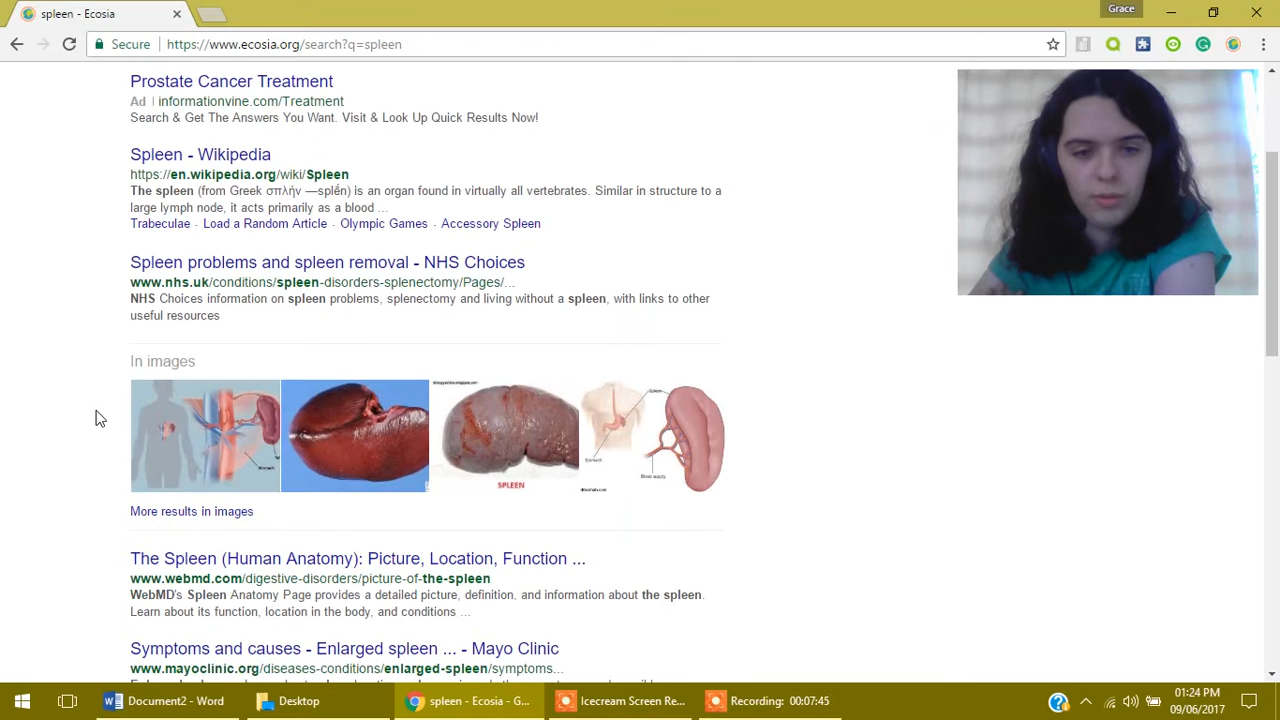 spleen - Ecosia
Grace
Secure
https://www.ecosia.org/search?q=spleen
Prostate Cancer Treatment
Ad informationvine.com/Treatment
Search & Get The Answers You Want. Visit & Look Up Quick Results Now!
Spleen - Wikipedia
https://en.wikipedia.org/wiki/Spleen
The spleen (from Greek σπλήν —splḗn) is an organ found in virtually all vertebrates. Similar in structure to a
large lymph node, it acts primarily as a blood ...
Trabeculae · Load a Random Article · Olympic Games · Accessory Spleen
Spleen problems and spleen removal - NHS Choices
www.nhs.uk/conditions/spleen-disorders-splenectomy/Pages/...
NHS Choices information on spleen problems, splenectomy and living without a spleen, with links to other
useful resources
In images
Spleen
Stomach
Stomach
Blood supply
SPLEEN
More results in images
The Spleen (Human Anatomy): Picture, Location, Function ...
www.webmd.com/digestive-disorders/picture-of-the-spleen
WebMD's Spleen Anatomy Page provides a detailed picture, definition, and information about the spleen.
Learn about its function, location in the body, and conditions ...
Symptoms and causes - Enlarged spleen ... - Mayo Clinic
www.mayoclinic.org/diseases-conditions/enlarged-spleen/symptoms...
Document2 - Word
Desktop
spleen - Ecosia - G...
Icecream Screen Re...
Recording: 00:07:45
01:24 PM
09/06/2017